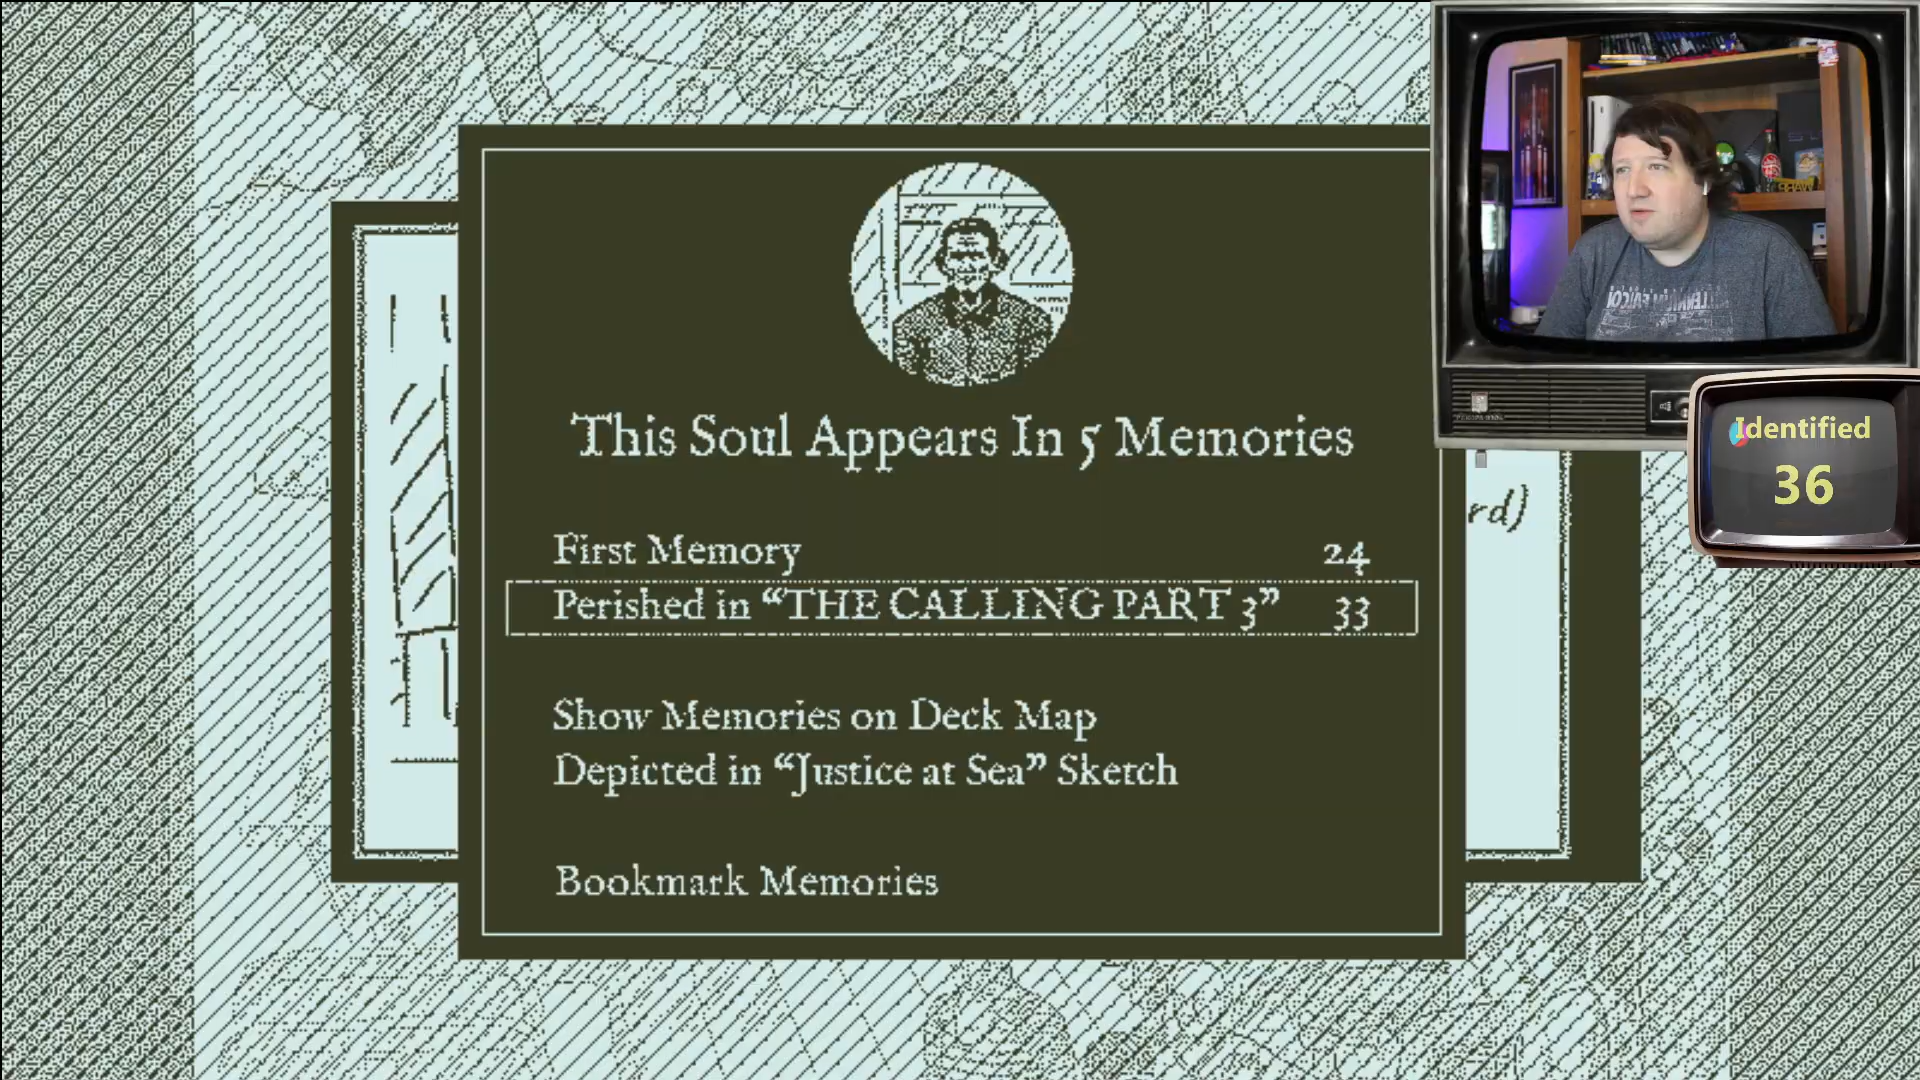 This Soul Appears In 5 Memories
First Memory 24
Perished in “THE CALLING PART 3” 33
Show Memories on Deck Map
Depicted in “Justice at Sea” Sketch
Bookmark Memories
rd)
Identified
36